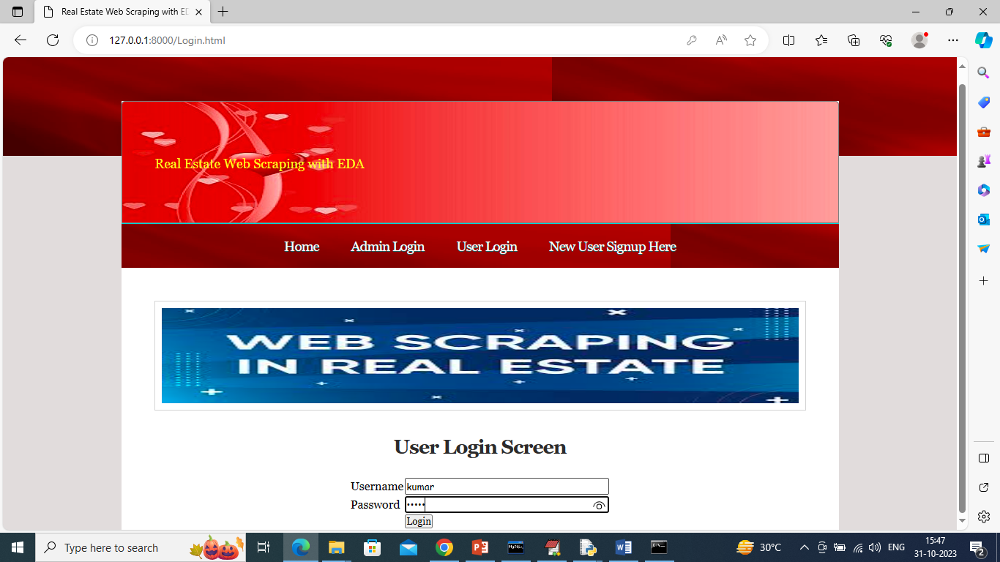 Real Estate Web Scraping with ED
127.0.0.1:8000/Login.html
Real Estate Web Scraping with EDA
Home Admin Login User Login New User Signup Here
WEB SCRAPING
IN REAL ESTATE
User Login Screen
Username kumar
Password •••••
Login
Type here to search
30°C
ENG
15:47
31-10-2023
2